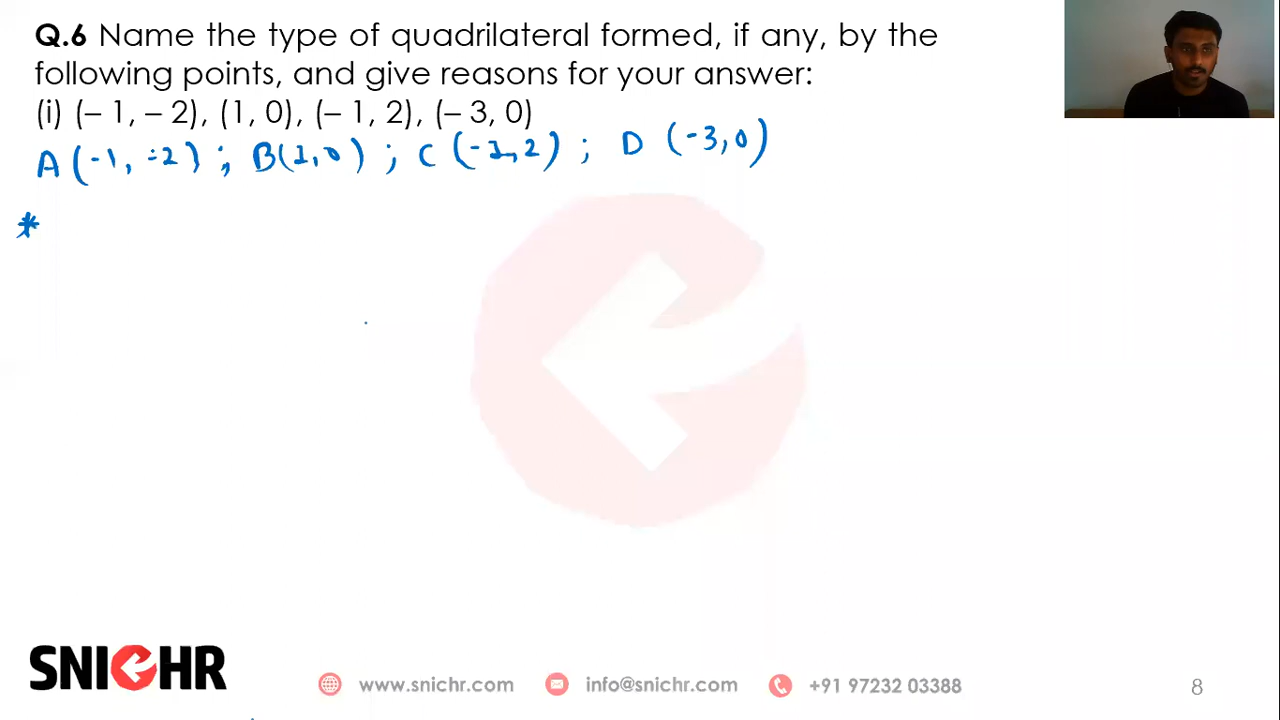 Q.6 Name the type of quadrilateral formed, if any, by the
following points, and give reasons for your answer:
(i) (– 1, – 2), (1, 0), (– 1, 2), (– 3, 0)
A (-1, -2) ; B(1,0) ; C (-1,2) ; D (-3,0)
*
SNICHR
www.snichr.com info@snichr.com +91 97232 03388 8